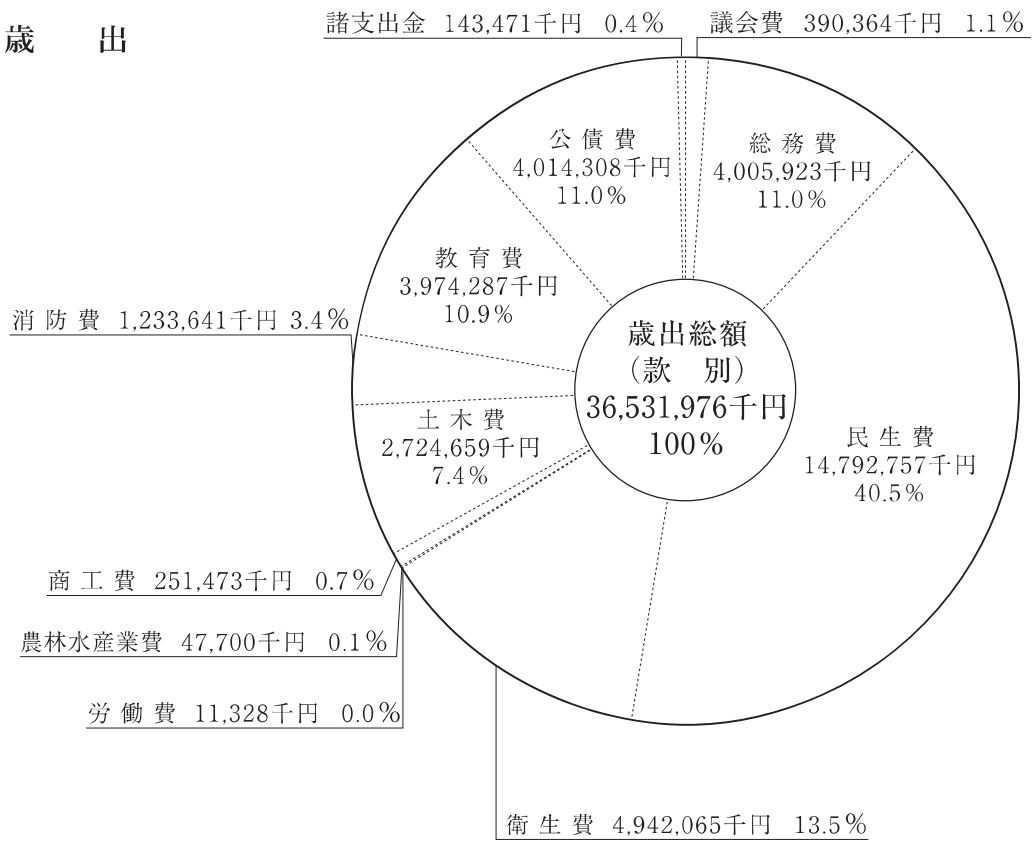 歳　出
諸支出金 143,471千円 0.4%
議会費 390,364千円 1.1%
公債費
4,014,308千円
11.0%
総務費
4,005,923千円
11.0%
教育費
3,974,287千円
10.9%
消防費 1,233,641千円 3.4%
歳出総額
(款　別)
36,531,976千円
100%
土木費
2,724,659千円
7.4%
民生費
14,792,757千円
40.5%
商工費 251,473千円 0.7%
農林水産業費 47,700千円 0.1%
労働費 11,328千円 0.0%
衛生費 4,942,065千円 13.5%